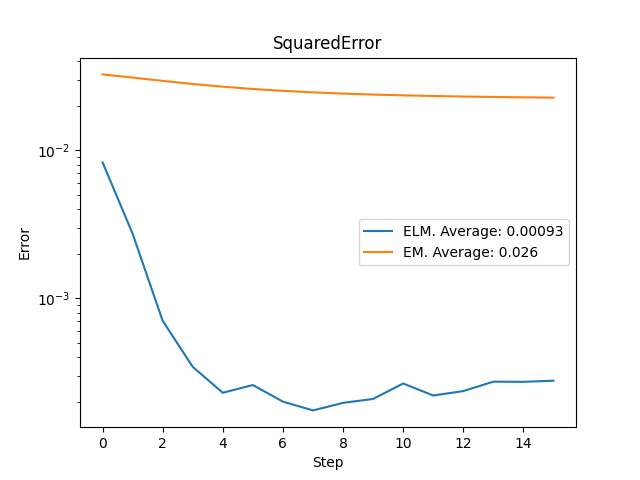 SquaredError
10⁻²
10⁻³
Error
ELM. Average: 0.00093
EM. Average: 0.026
0 2 4 6 8 10 12 14
Step